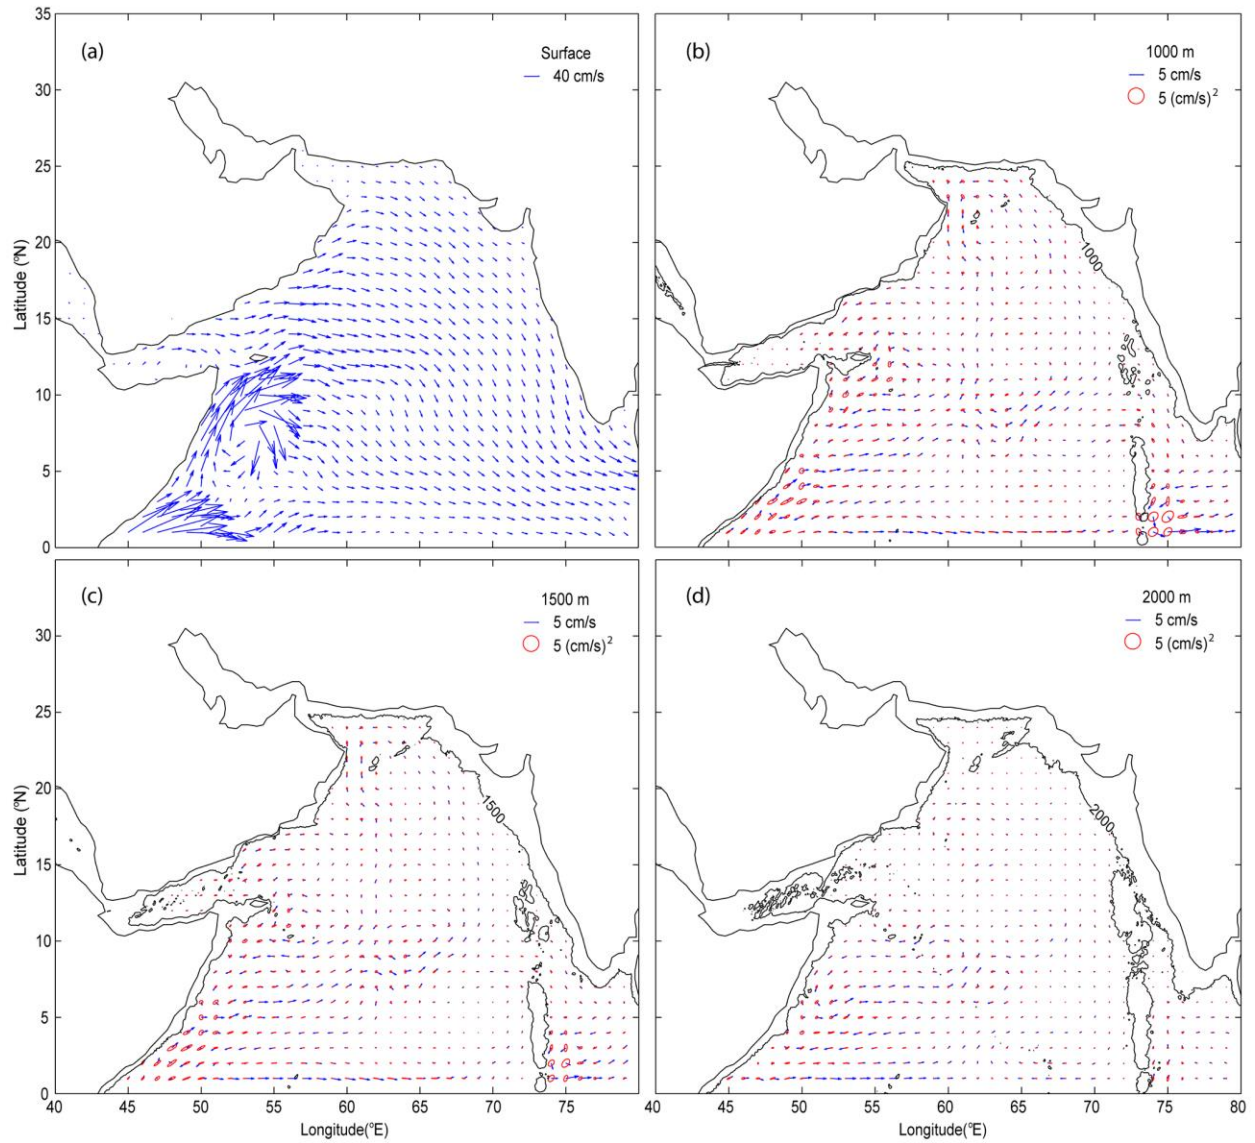 (a)
Surface
40 cm/s
35
30
25
20
15
10
5
0
Latitude (°N)
(b)
1000 m
5 cm/s
5 (cm/s)2
1000
(c)
1500 m
5 cm/s
5 (cm/s)2
1500
30
25
20
15
10
5
0
Latitude (°N)
40 45 50 55 60 65 70 75
Longitude(°E)
(d)
2000 m
5 cm/s
5 (cm/s)2
2000
40 45 50 55 60 65 70 75 80
Longitude(°E)